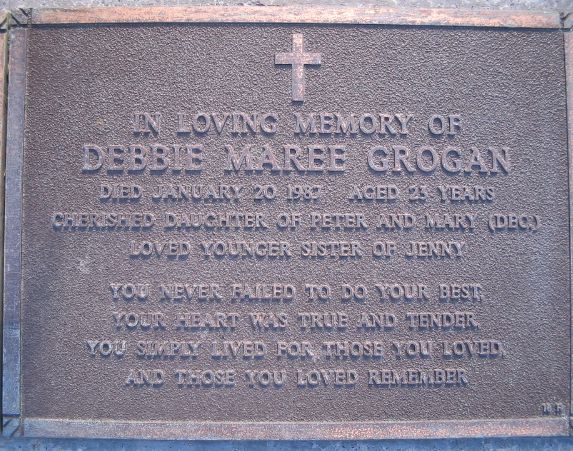 IN LOVING MEMORY OF
DEBBIE MAREE GROGAN
DIED JANUARY 20 1987 AGED 23 YEARS
CHERISHED DAUGHTER OF PETER AND MARY (DEC.)
LOVED YOUNGER SISTER OF JENNY
YOU NEVER FAILED TO DO YOUR BEST,
YOUR HEART WAS TRUE AND TENDER,
YOU SIMPLY LIVED FOR THOSE YOU LOVED,
AND THOSE YOU LOVED REMEMBER